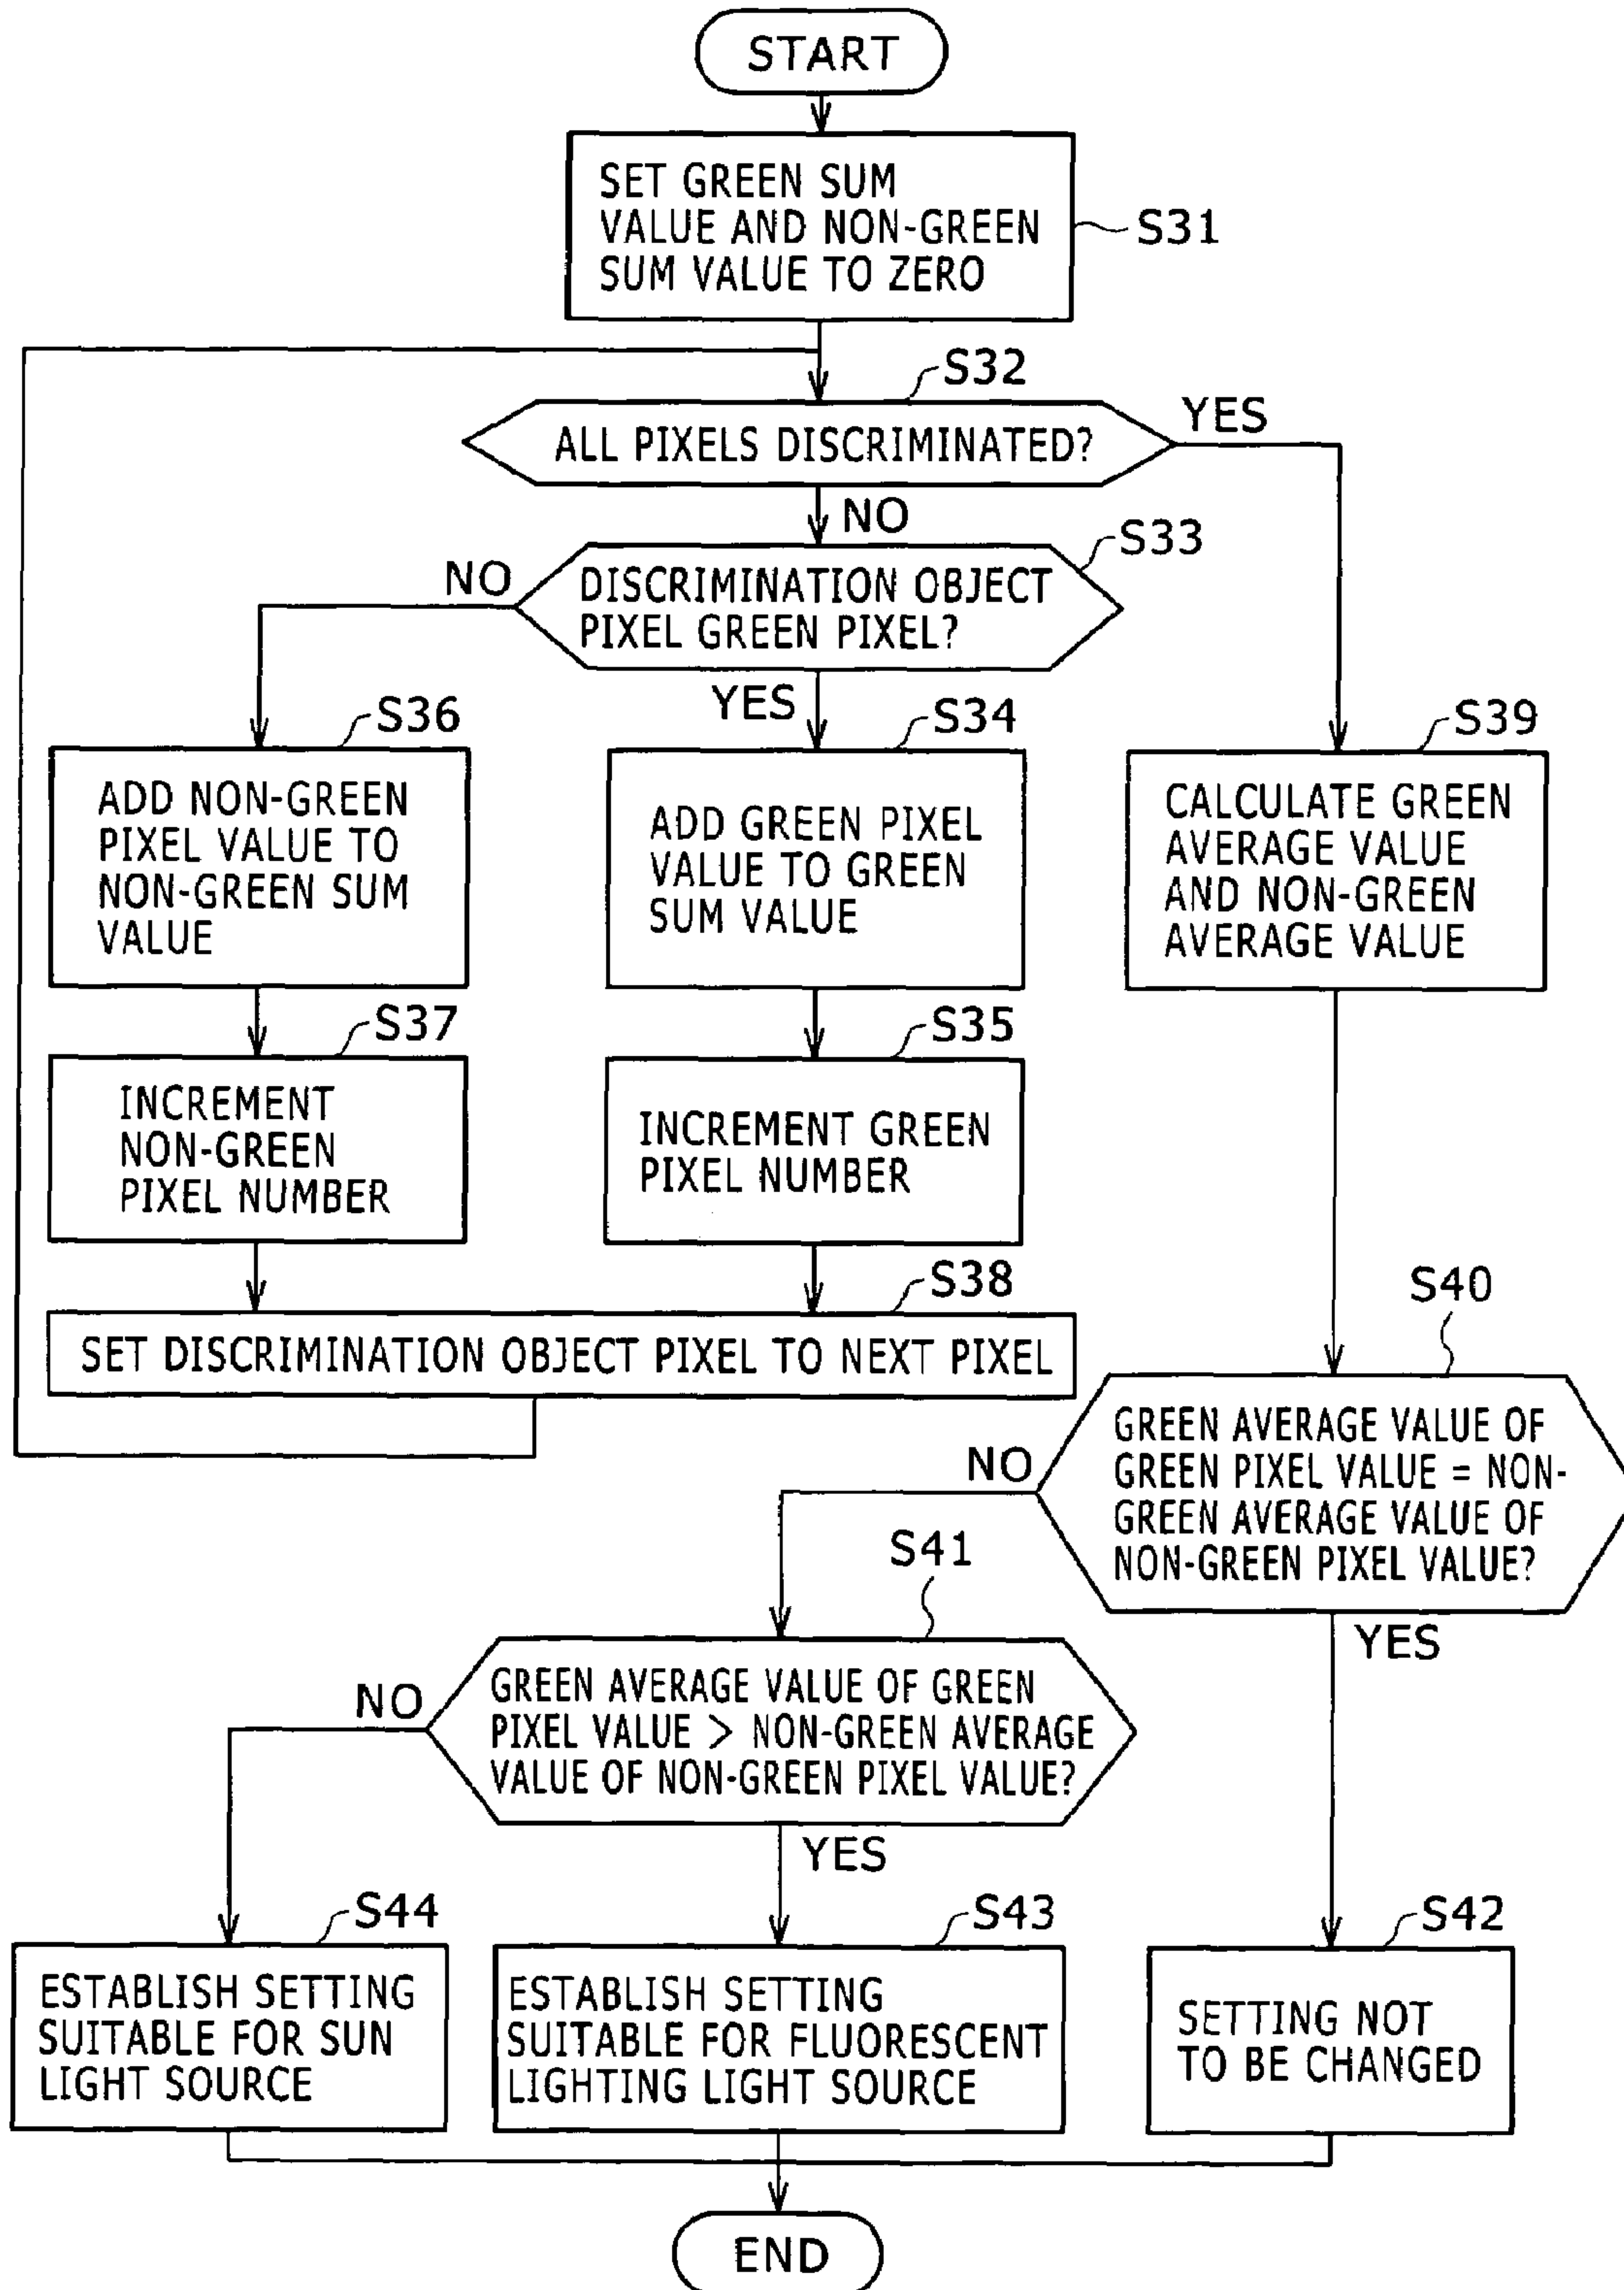 START
SET GREEN SUM
VALUE AND NON-GREEN
SUM VALUE TO ZERO
S31
S32
ALL PIXELS DISCRIMINATED?
YES
NO
S33
DISCRIMINATION OBJECT
PIXEL GREEN PIXEL?
NO
YES
S36
ADD NON-GREEN
PIXEL VALUE TO
NON-GREEN SUM
VALUE
S34
ADD GREEN PIXEL
VALUE TO GREEN
SUM VALUE
S39
CALCULATE GREEN
AVERAGE VALUE
AND NON-GREEN
AVERAGE VALUE
S37
INCREMENT
NON-GREEN
PIXEL NUMBER
S35
INCREMENT GREEN
PIXEL NUMBER
S38
SET DISCRIMINATION OBJECT PIXEL TO NEXT PIXEL
S40
GREEN AVERAGE VALUE OF
GREEN PIXEL VALUE = NON-
GREEN AVERAGE VALUE OF
NON-GREEN PIXEL VALUE?
NO
YES
S41
GREEN AVERAGE VALUE OF GREEN
PIXEL VALUE > NON-GREEN AVERAGE
VALUE OF NON-GREEN PIXEL VALUE?
NO
YES
S44
ESTABLISH SETTING
SUITABLE FOR SUN
LIGHT SOURCE
S43
ESTABLISH SETTING
SUITABLE FOR FLUORESCENT
LIGHTING LIGHT SOURCE
S42
SETTING NOT
TO BE CHANGED
END